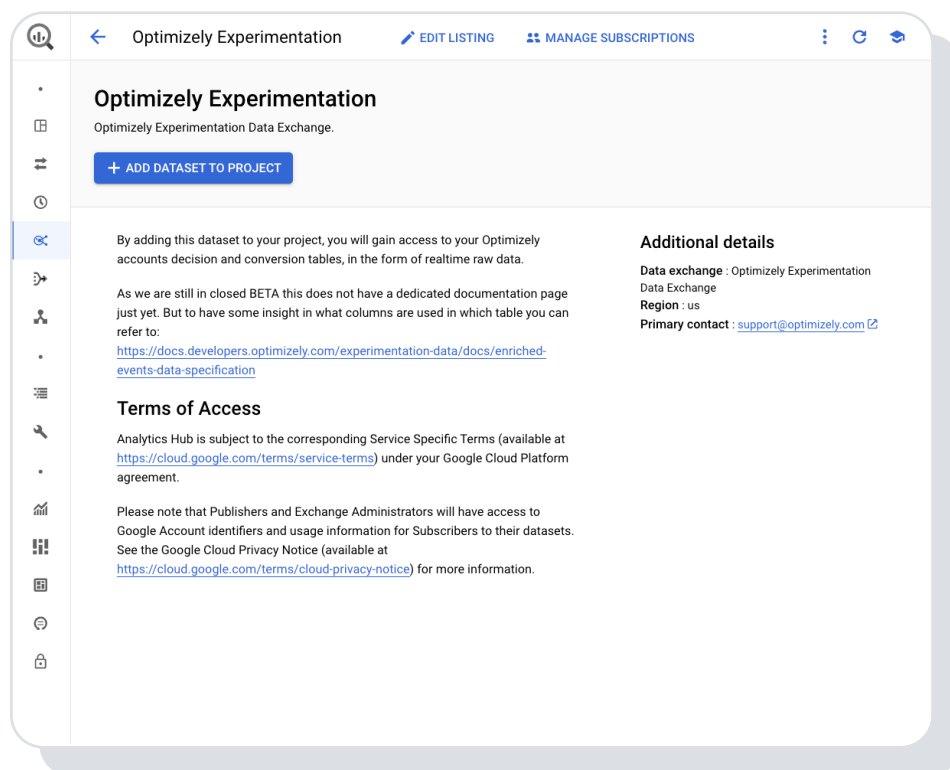 Optimizely Experimentation
EDIT LISTING
MANAGE SUBSCRIPTIONS
Optimizely Experimentation
Optimizely Experimentation Data Exchange.
ADD DATASET TO PROJECT
By adding this dataset to your project, you will gain access to your Optimizely
accounts decision and conversion tables, in the form of realtime raw data.
As we are still in closed BETA this does not have a dedicated documentation page
just yet. But to have some insight in what columns are used in which table you can
refer to:
https://docs.developers.optimizely.com/experimentation-data/docs/enriched-
events-data-specification
Terms of Access
Analytics Hub is subject to the corresponding Service Specific Terms (available at
https://cloud.google.com/terms/service-terms) under your Google Cloud Platform
agreement.
Please note that Publishers and Exchange Administrators will have access to
Google Account identifiers and usage information for Subscribers to their datasets.
See the Google Cloud Privacy Notice (available at
https://cloud.google.com/terms/cloud-privacy-notice) for more information.
Additional details
Data exchange : Optimizely Experimentation
Data Exchange
Region : us
Primary contact : support@optimizely.com